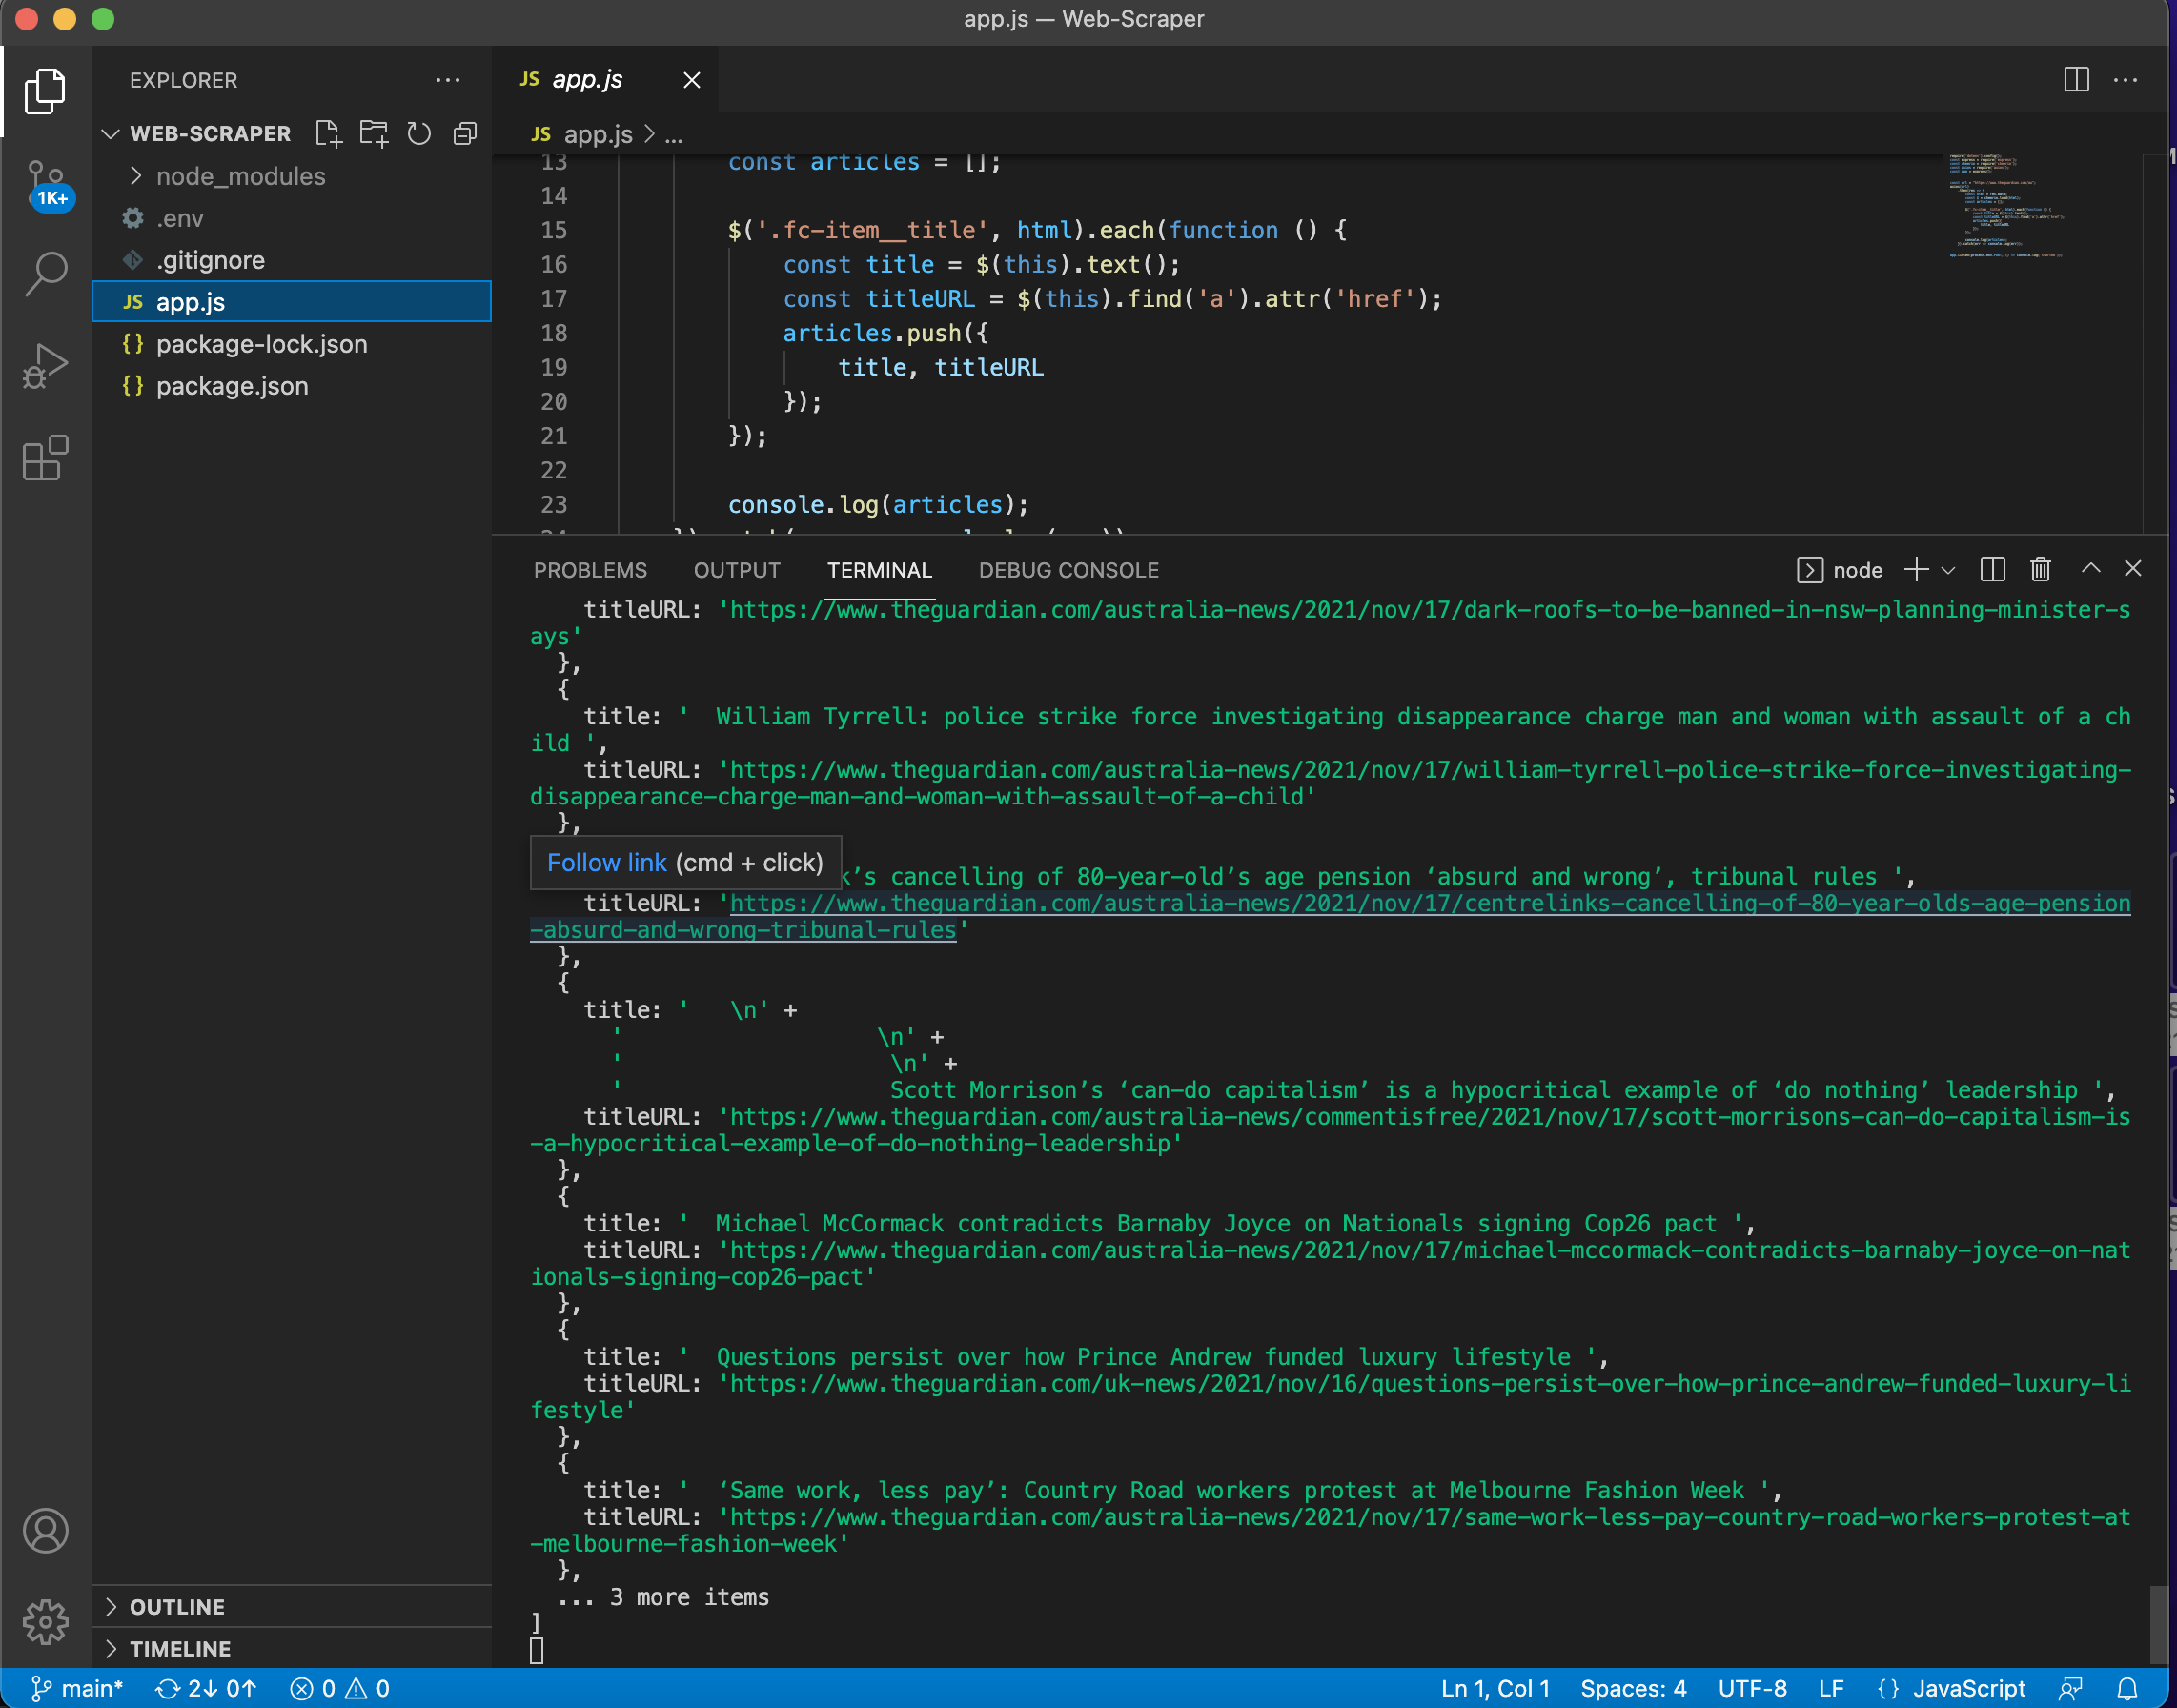 app.js — Web-Scraper
EXPLORER
WEB-SCRAPER
node_modules
.env
.gitignore
JS app.js
{} package-lock.json
{} package.json
1K+
OUTLINE
TIMELINE
JS app.js
JS app.js > ...
13 const articles = [];
14
15 $('.fc-item__title', html).each(function () {
16 const title = $(this).text();
17 const titleURL = $(this).find('a').attr('href');
18 articles.push({
19 title, titleURL
20 });
21 });
22
23 console.log(articles);
PROBLEMS OUTPUT TERMINAL DEBUG CONSOLE
node
titleURL: 'https://www.theguardian.com/australia-news/2021/nov/17/dark-roofs-to-be-banned-in-nsw-planning-minister-s
ays'
},
{
title: '  William Tyrrell: police strike force investigating disappearance charge man and woman with assault of a ch
ild ',
titleURL: 'https://www.theguardian.com/australia-news/2021/nov/17/william-tyrrell-police-strike-force-investigating-
disappearance-charge-man-and-woman-with-assault-of-a-child'
},
Follow link (cmd + click)
k’s cancelling of 80-year-old’s age pension ‘absurd and wrong’, tribunal rules ',
titleURL: 'https://www.theguardian.com/australia-news/2021/nov/17/centrelinks-cancelling-of-80-year-olds-age-pension
-absurd-and-wrong-tribunal-rules'
},
{
title: '   \n' +
'                   \n' +
'                    \n' +
'                    Scott Morrison’s ‘can-do capitalism’ is a hypocritical example of ‘do nothing’ leadership ',
titleURL: 'https://www.theguardian.com/australia-news/commentisfree/2021/nov/17/scott-morrisons-can-do-capitalism-is
-a-hypocritical-example-of-do-nothing-leadership'
},
{
title: '  Michael McCormack contradicts Barnaby Joyce on Nationals signing Cop26 pact ',
titleURL: 'https://www.theguardian.com/australia-news/2021/nov/17/michael-mccormack-contradicts-barnaby-joyce-on-nat
ionals-signing-cop26-pact'
},
{
title: '  Questions persist over how Prince Andrew funded luxury lifestyle ',
titleURL: 'https://www.theguardian.com/uk-news/2021/nov/16/questions-persist-over-how-prince-andrew-funded-luxury-li
festyle'
},
{
title: '  ‘Same work, less pay’: Country Road workers protest at Melbourne Fashion Week ',
titleURL: 'https://www.theguardian.com/australia-news/2021/nov/17/same-work-less-pay-country-road-workers-protest-at
-melbourne-fashion-week'
},
... 3 more items
]
main* 2↓ 0↑ 0 0 Ln 1, Col 1 Spaces: 4 UTF-8 LF {} JavaScript